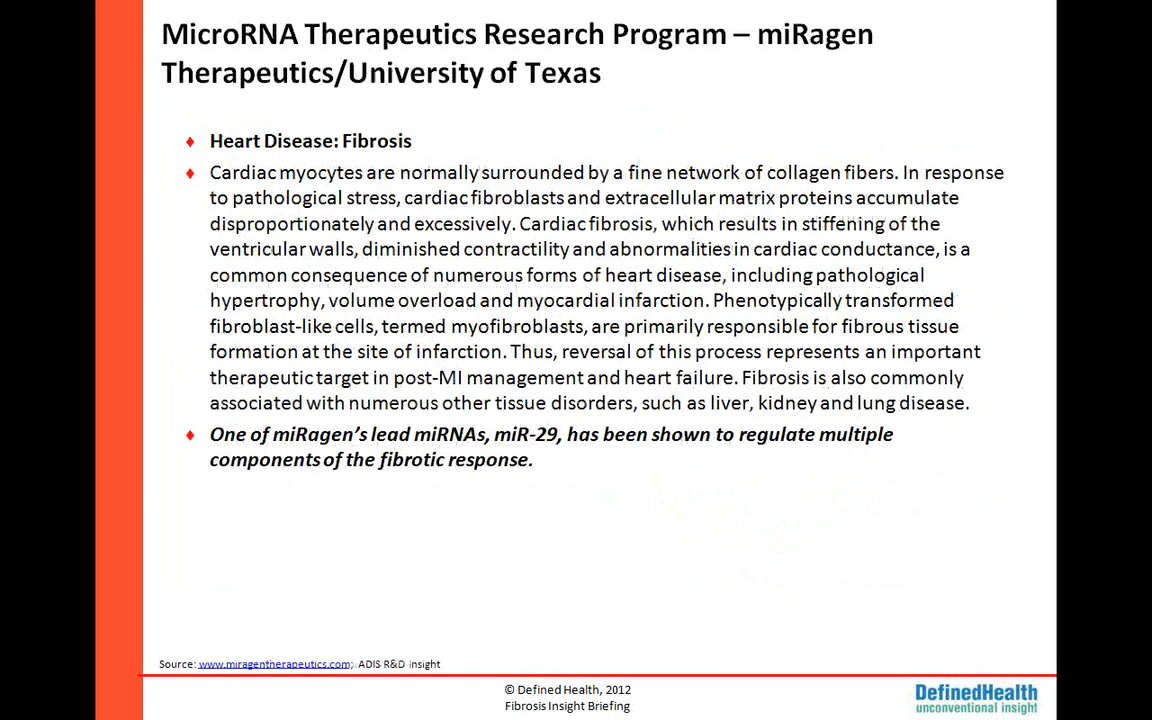 MicroRNA Therapeutics Research Program – miRagen
Therapeutics/University of Texas
Heart Disease: Fibrosis
Cardiac myocytes are normally surrounded by a fine network of collagen fibers. In response
to pathological stress, cardiac fibroblasts and extracellular matrix proteins accumulate
disproportionately and excessively. Cardiac fibrosis, which results in stiffening of the
ventricular walls, diminished contractility and abnormalities in cardiac conductance, is a
common consequence of numerous forms of heart disease, including pathological
hypertrophy, volume overload and myocardial infarction. Phenotypically transformed
fibroblast-like cells, termed myofibroblasts, are primarily responsible for fibrous tissue
formation at the site of infarction. Thus, reversal of this process represents an important
therapeutic target in post-MI management and heart failure. Fibrosis is also commonly
associated with numerous other tissue disorders, such as liver, kidney and lung disease.
One of miRagen's lead miRNAs, miR-29, has been shown to regulate multiple
components of the fibrotic response.
Source: www.miragentherapeutics.com; ADIS R&D Insight
© Defined Health, 2012
Fibrosis Insight Briefing
DefinedHealth
unconventional insight